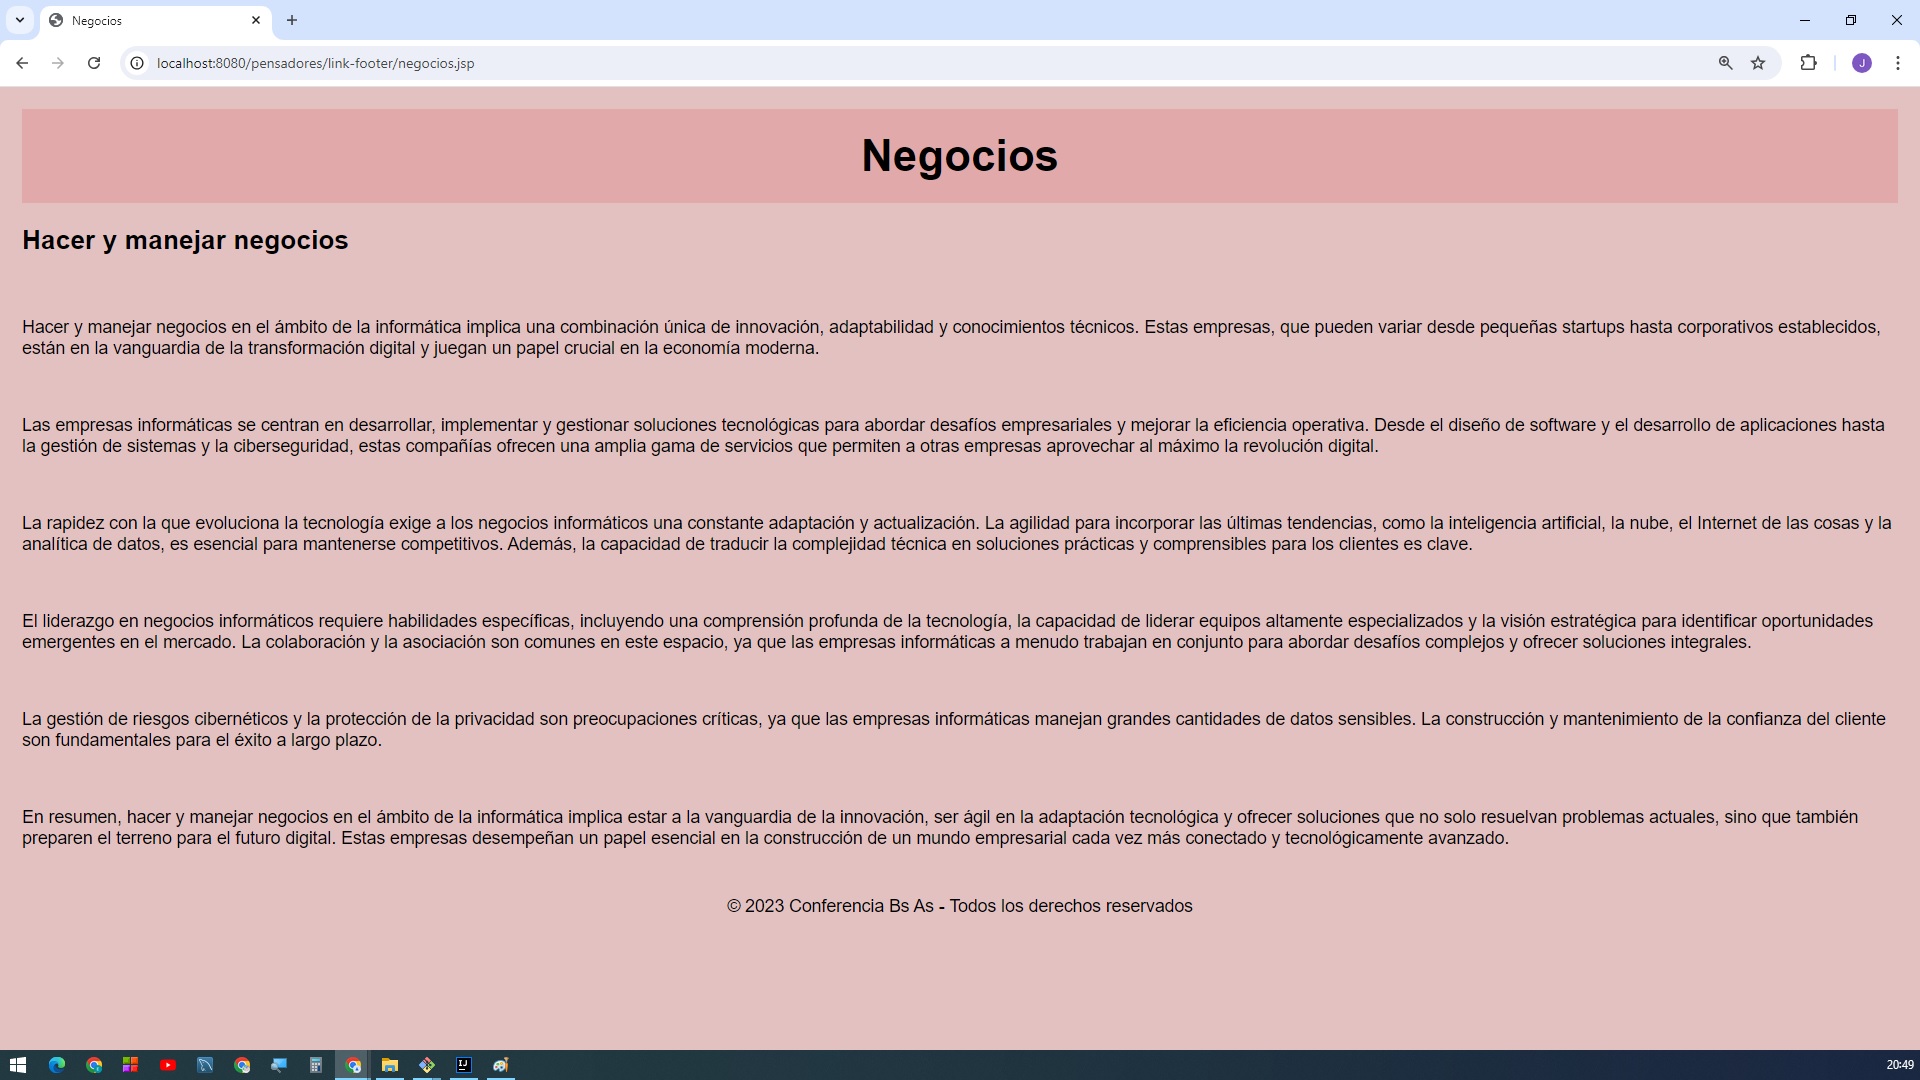 Negocios
localhost:8080/pensadores/link-footer/negocios.jsp
J
Negocios
Hacer y manejar negocios
Hacer y manejar negocios en el ámbito de la informática implica una combinación única de innovación, adaptabilidad y conocimientos técnicos. Estas empresas, que pueden variar desde pequeñas startups hasta corporativos establecidos,
están en la vanguardia de la transformación digital y juegan un papel crucial en la economía moderna.
Las empresas informáticas se centran en desarrollar, implementar y gestionar soluciones tecnológicas para abordar desafíos empresariales y mejorar la eficiencia operativa. Desde el diseño de software y el desarrollo de aplicaciones hasta
la gestión de sistemas y la ciberseguridad, estas compañías ofrecen una amplia gama de servicios que permiten a otras empresas aprovechar al máximo la revolución digital.
La rapidez con la que evoluciona la tecnología exige a los negocios informáticos una constante adaptación y actualización. La agilidad para incorporar las últimas tendencias, como la inteligencia artificial, la nube, el Internet de las cosas y la
analítica de datos, es esencial para mantenerse competitivos. Además, la capacidad de traducir la complejidad técnica en soluciones prácticas y comprensibles para los clientes es clave.
El liderazgo en negocios informáticos requiere habilidades específicas, incluyendo una comprensión profunda de la tecnología, la capacidad de liderar equipos altamente especializados y la visión estratégica para identificar oportunidades
emergentes en el mercado. La colaboración y la asociación son comunes en este espacio, ya que las empresas informáticas a menudo trabajan en conjunto para abordar desafíos complejos y ofrecer soluciones integrales.
La gestión de riesgos cibernéticos y la protección de la privacidad son preocupaciones críticas, ya que las empresas informáticas manejan grandes cantidades de datos sensibles. La construcción y mantenimiento de la confianza del cliente
son fundamentales para el éxito a largo plazo.
En resumen, hacer y manejar negocios en el ámbito de la informática implica estar a la vanguardia de la innovación, ser ágil en la adaptación tecnológica y ofrecer soluciones que no solo resuelvan problemas actuales, sino que también
preparen el terreno para el futuro digital. Estas empresas desempeñan un papel esencial en la construcción de un mundo empresarial cada vez más conectado y tecnológicamente avanzado.
© 2023 Conferencia Bs As - Todos los derechos reservados
IJ
20:49